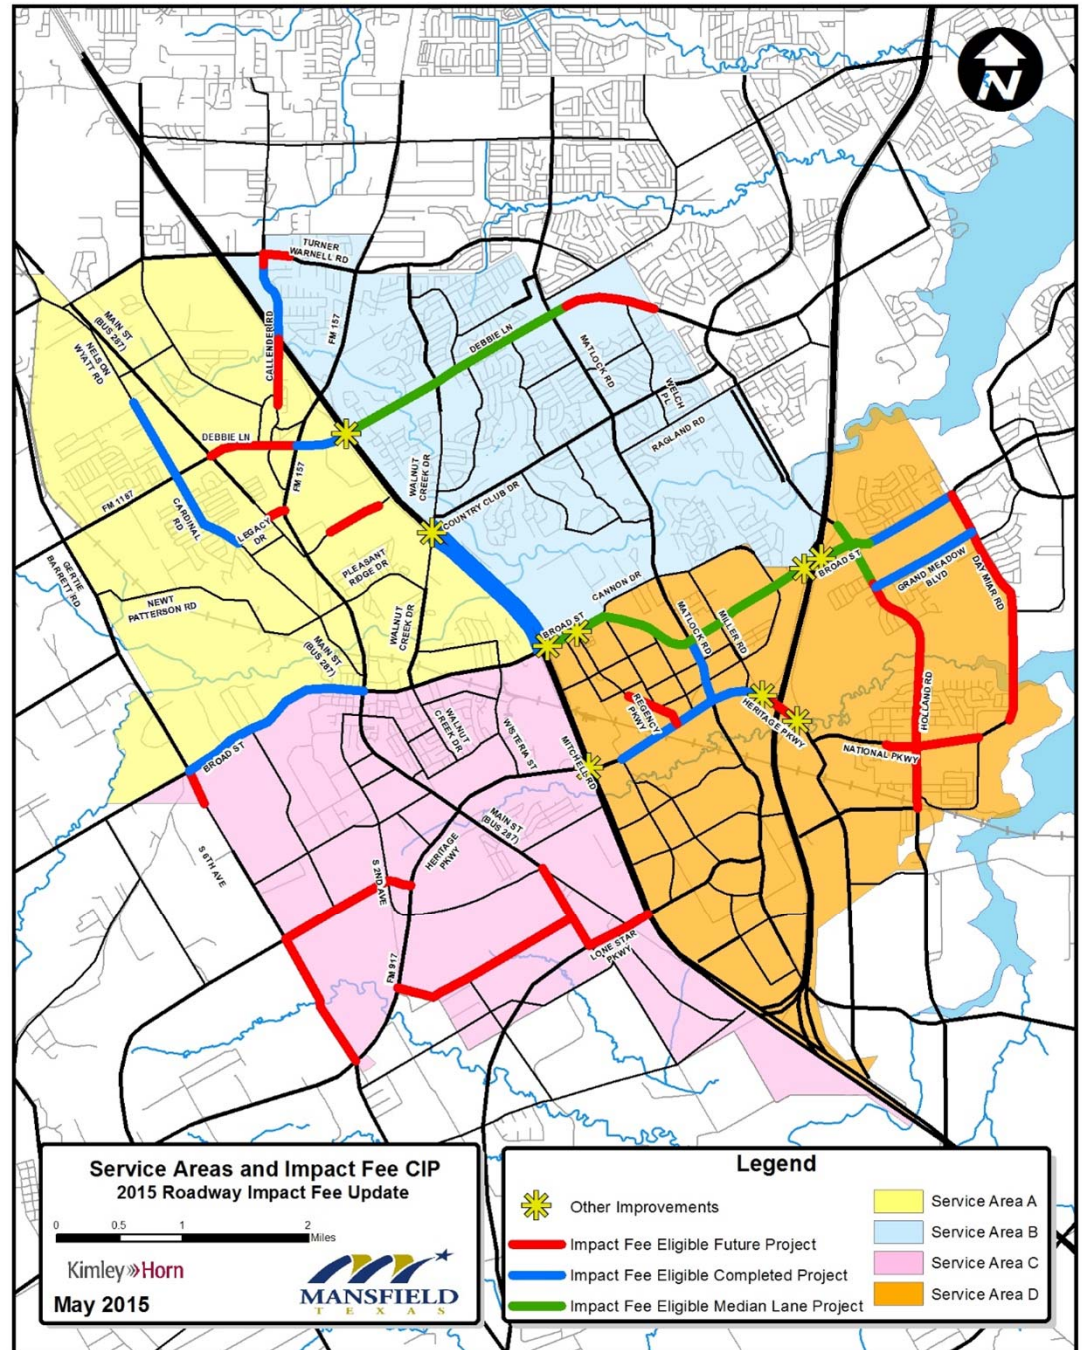 N
TURNER
WARNELL RD
MAIN ST
(BUS 287)
NELSON
WYATT RD
CALLENDER RD
FM 157
DEBBIE LN
MATLOCK RD
WELCH
PL
RAGLAND RD
DEBBIE LN
FM 157
WALNUT
CREEK DR
COUNTRY CLUB DR
FM 1187
CARDINAL
RD
LEGACY
DR
PLEASANT
RIDGE DR
GERTIE
BARRETT RD
NEWT
PATTERSON RD
WALNUT
CREEK DR
MAIN ST
(BUS 287)
BROAD ST
CANNON DR
MATLOCK RD
MILLER RD
BROAD ST
GRAND MEADOW
BLVD
DAY MIAR RD
HOLLAND RD
REGENCY
PKWY
HERITAGE PKWY
NATIONAL PKWY
BROAD ST
WALNUT
CREEK DR
WISTERIA ST
MITCHELL RD
MAIN ST
(BUS 287)
HERITAGE
PKWY
S 6TH AVE
S 2ND AVE
FM 917
LONE STAR
PKWY
Service Areas and Impact Fee CIP
2015 Roadway Impact Fee Update
0 0.5 1 2
Miles
Kimley»Horn
May 2015
MANSFIELD
TEXAS
Legend
Other Improvements
Impact Fee Eligible Future Project
Impact Fee Eligible Completed Project
Impact Fee Eligible Median Lane Project
Service Area A
Service Area B
Service Area C
Service Area D